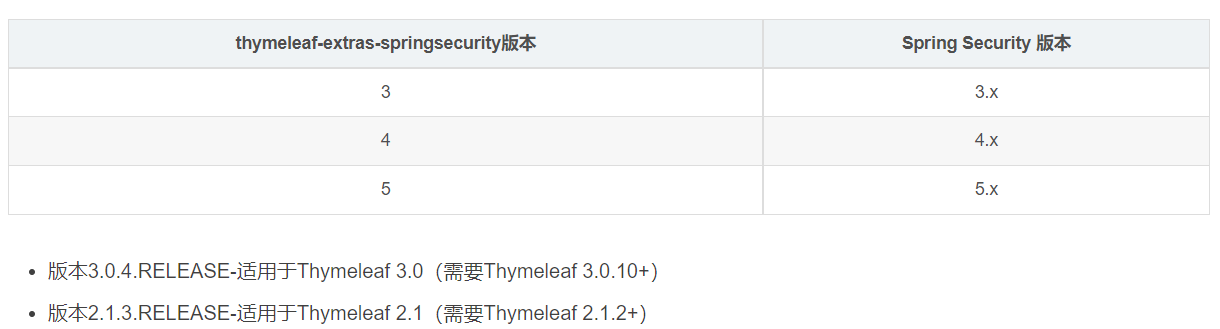 thymeleaf-extras-springsecurity版本 Spring Security 版本
3 3.x
4 4.x
5 5.x
• 版本3.0.4.RELEASE-适用于Thymeleaf 3.0（需要Thymeleaf 3.0.10+）
• 版本2.1.3.RELEASE-适用于Thymeleaf 2.1（需要Thymeleaf 2.1.2+）